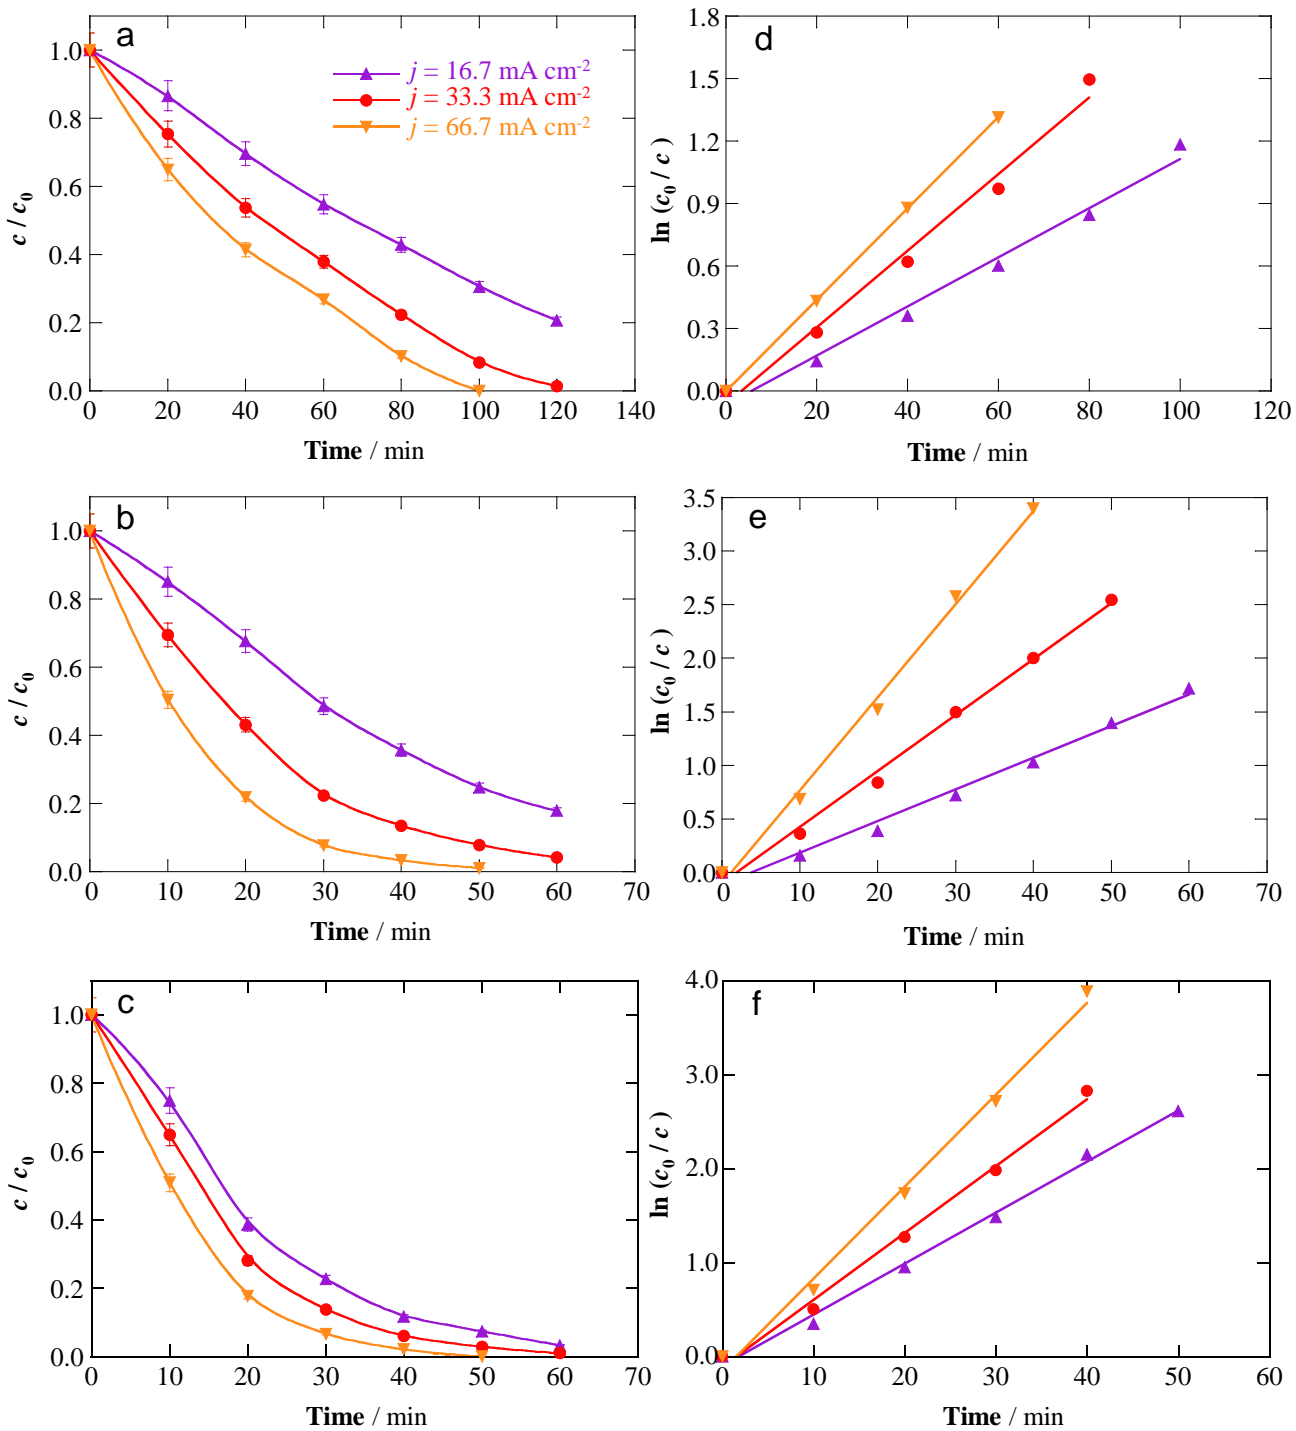 a
j = 16.7 mA cm-2
j = 33.3 mA cm-2
j = 66.7 mA cm-2
1.0
0.8
0.6
0.4
0.2
0.0
c / c0
0 20 40 60 80 100 120 140
Time / min
d
1.8
1.5
1.2
0.9
0.6
0.3
0.0
ln (c0 / c )
0 20 40 60 80 100 120
Time / min
b
1.0
0.8
0.6
0.4
0.2
0.0
c / c0
0 10 20 30 40 50 60 70
Time / min
e
3.5
3.0
2.5
2.0
1.5
1.0
0.5
0.0
ln (c0 / c )
0 10 20 30 40 50 60 70
Time / min
c
1.0
0.8
0.6
0.4
0.2
0.0
c / c0
0 10 20 30 40 50 60 70
Time / min
f
4.0
3.0
2.0
1.0
0.0
ln (c0 / c )
0 10 20 30 40 50 60
Time / min